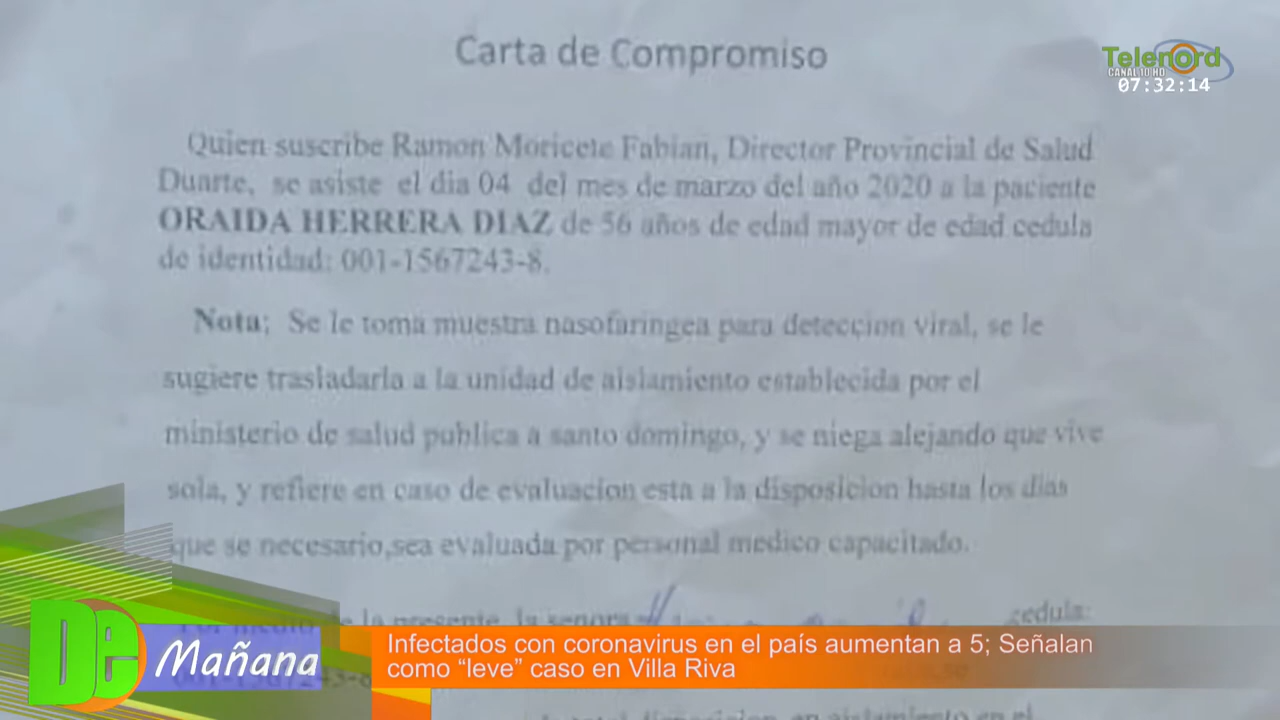 Carta de Compromiso
Telenord
CANAL 10 HD
07:32:14
Quien suscribe Ramon Moricete Fabian, Director Provincial de Salud
Duarte, se asiste el dia 04 del mes de marzo del año 2020 a la paciente
ORAIDA HERRERA DIAZ de 56 años de edad mayor de edad cedula
de identidad: 001-1567243-8.
Nota; Se le toma muestra nasofaringea para deteccion viral, se le
sugiere trasladarla a la unidad de aislamiento establecida por el
ministerio de salud publica a santo domingo, y se niega alejando que vive
sola, y refiere en caso de evaluacion esta a la disposicion hasta los dias
que se necesario,sea evaluada por personal medico capacitado.
la presente, la señora cedula:
De Mañana
Infectados con coronavirus en el país aumentan a 5; Señalan
como “leve” caso en Villa Riva